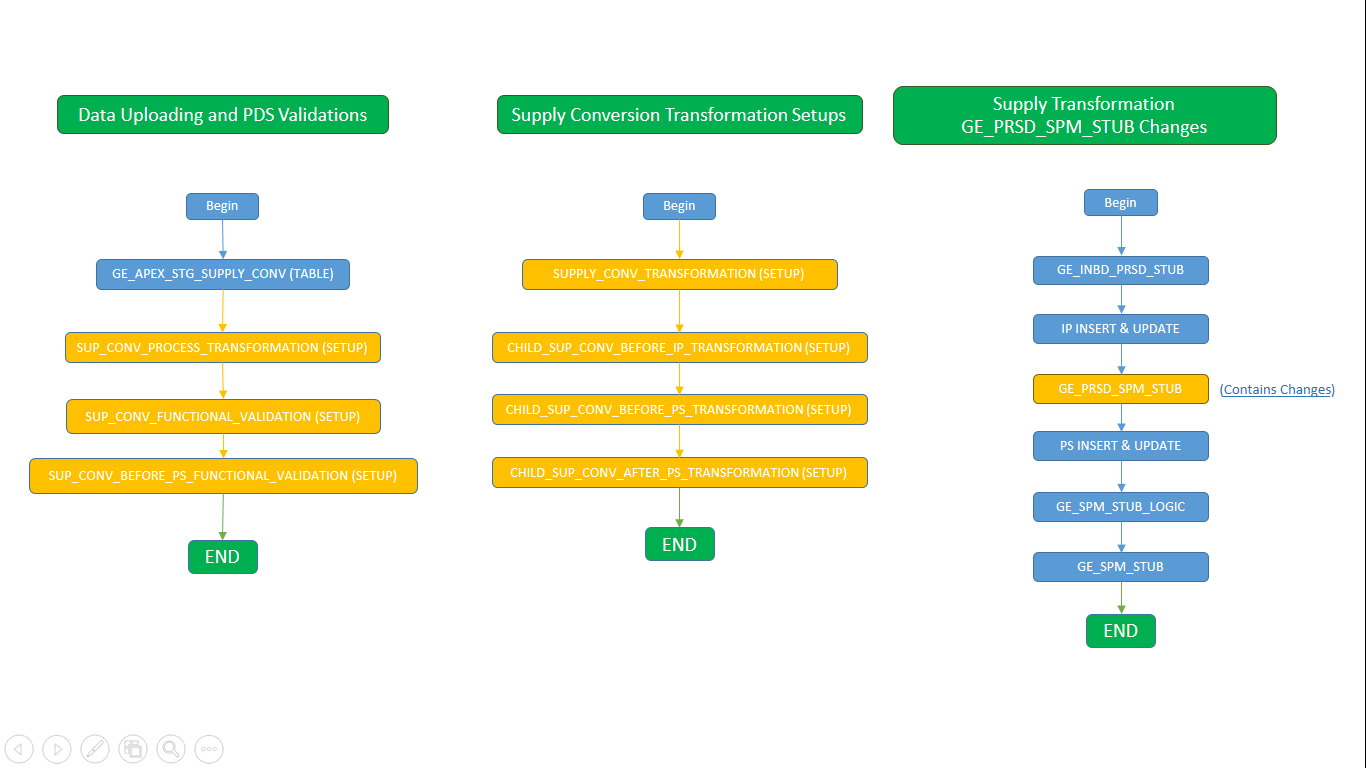 Data Uploading and PDS Validations
Begin
GE_APEX_STG_SUPPLY_CONV (TABLE)
SUP_CONV_PROCESS_TRANSFORMATION (SETUP)
SUP_CONV_FUNCTIONAL_VALIDATION (SETUP)
SUP_CONV_BEFORE_PS_FUNCTIONAL_VALIDATION (SETUP)
END
Supply Conversion Transformation Setups
Begin
SUPPLY_CONV_TRANSFORMATION (SETUP)
CHILD_SUP_CONV_BEFORE_IP_TRANSFORMATION (SETUP)
CHILD_SUP_CONV_BEFORE_PS_TRANSFORMATION (SETUP)
CHILD_SUP_CONV_AFTER_PS_TRANSFORMATION (SETUP)
END
Supply Transformation
GE_PRSD_SPM_STUB Changes
Begin
GE_INBD_PRSD_STUB
IP INSERT & UPDATE
GE_PRSD_SPM_STUB
(Contains Changes)
PS INSERT & UPDATE
GE_SPM_STUB_LOGIC
GE_SPM_STUB
END